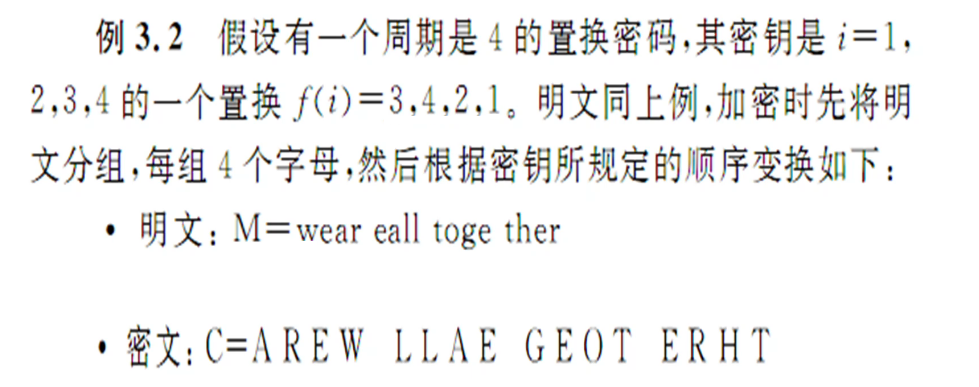 例 3.2 假设有一个周期是 4 的置换密码,其密钥是 i=1,
2,3,4 的一个置换 f(i)=3,4,2,1。明文同上例,加密时先将明
文分组,每组 4 个字母,然后根据密钥所规定的顺序变换如下:
• 明文: M=wear eall toge ther
• 密文: C=AREW LLAE GEOT ERHT